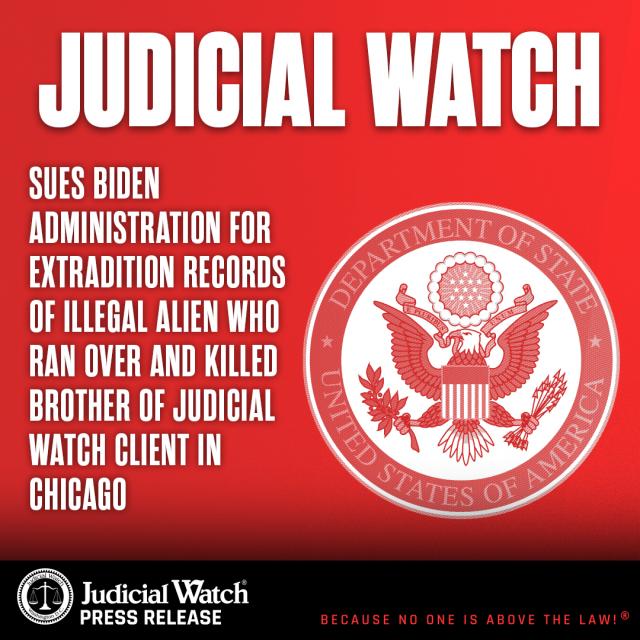 JUDICIAL WATCH
SUES BIDEN
ADMINISTRATION FOR
EXTRADITION RECORDS
OF ILLEGAL ALIEN WHO
RAN OVER AND KILLED
BROTHER OF JUDICIAL
WATCH CLIENT IN
CHICAGO
DEPARTMENT OF STATE
UNITED STATES OF AMERICA
Judicial Watch®
PRESS RELEASE
BECAUSE NO ONE IS ABOVE THE LAW!®